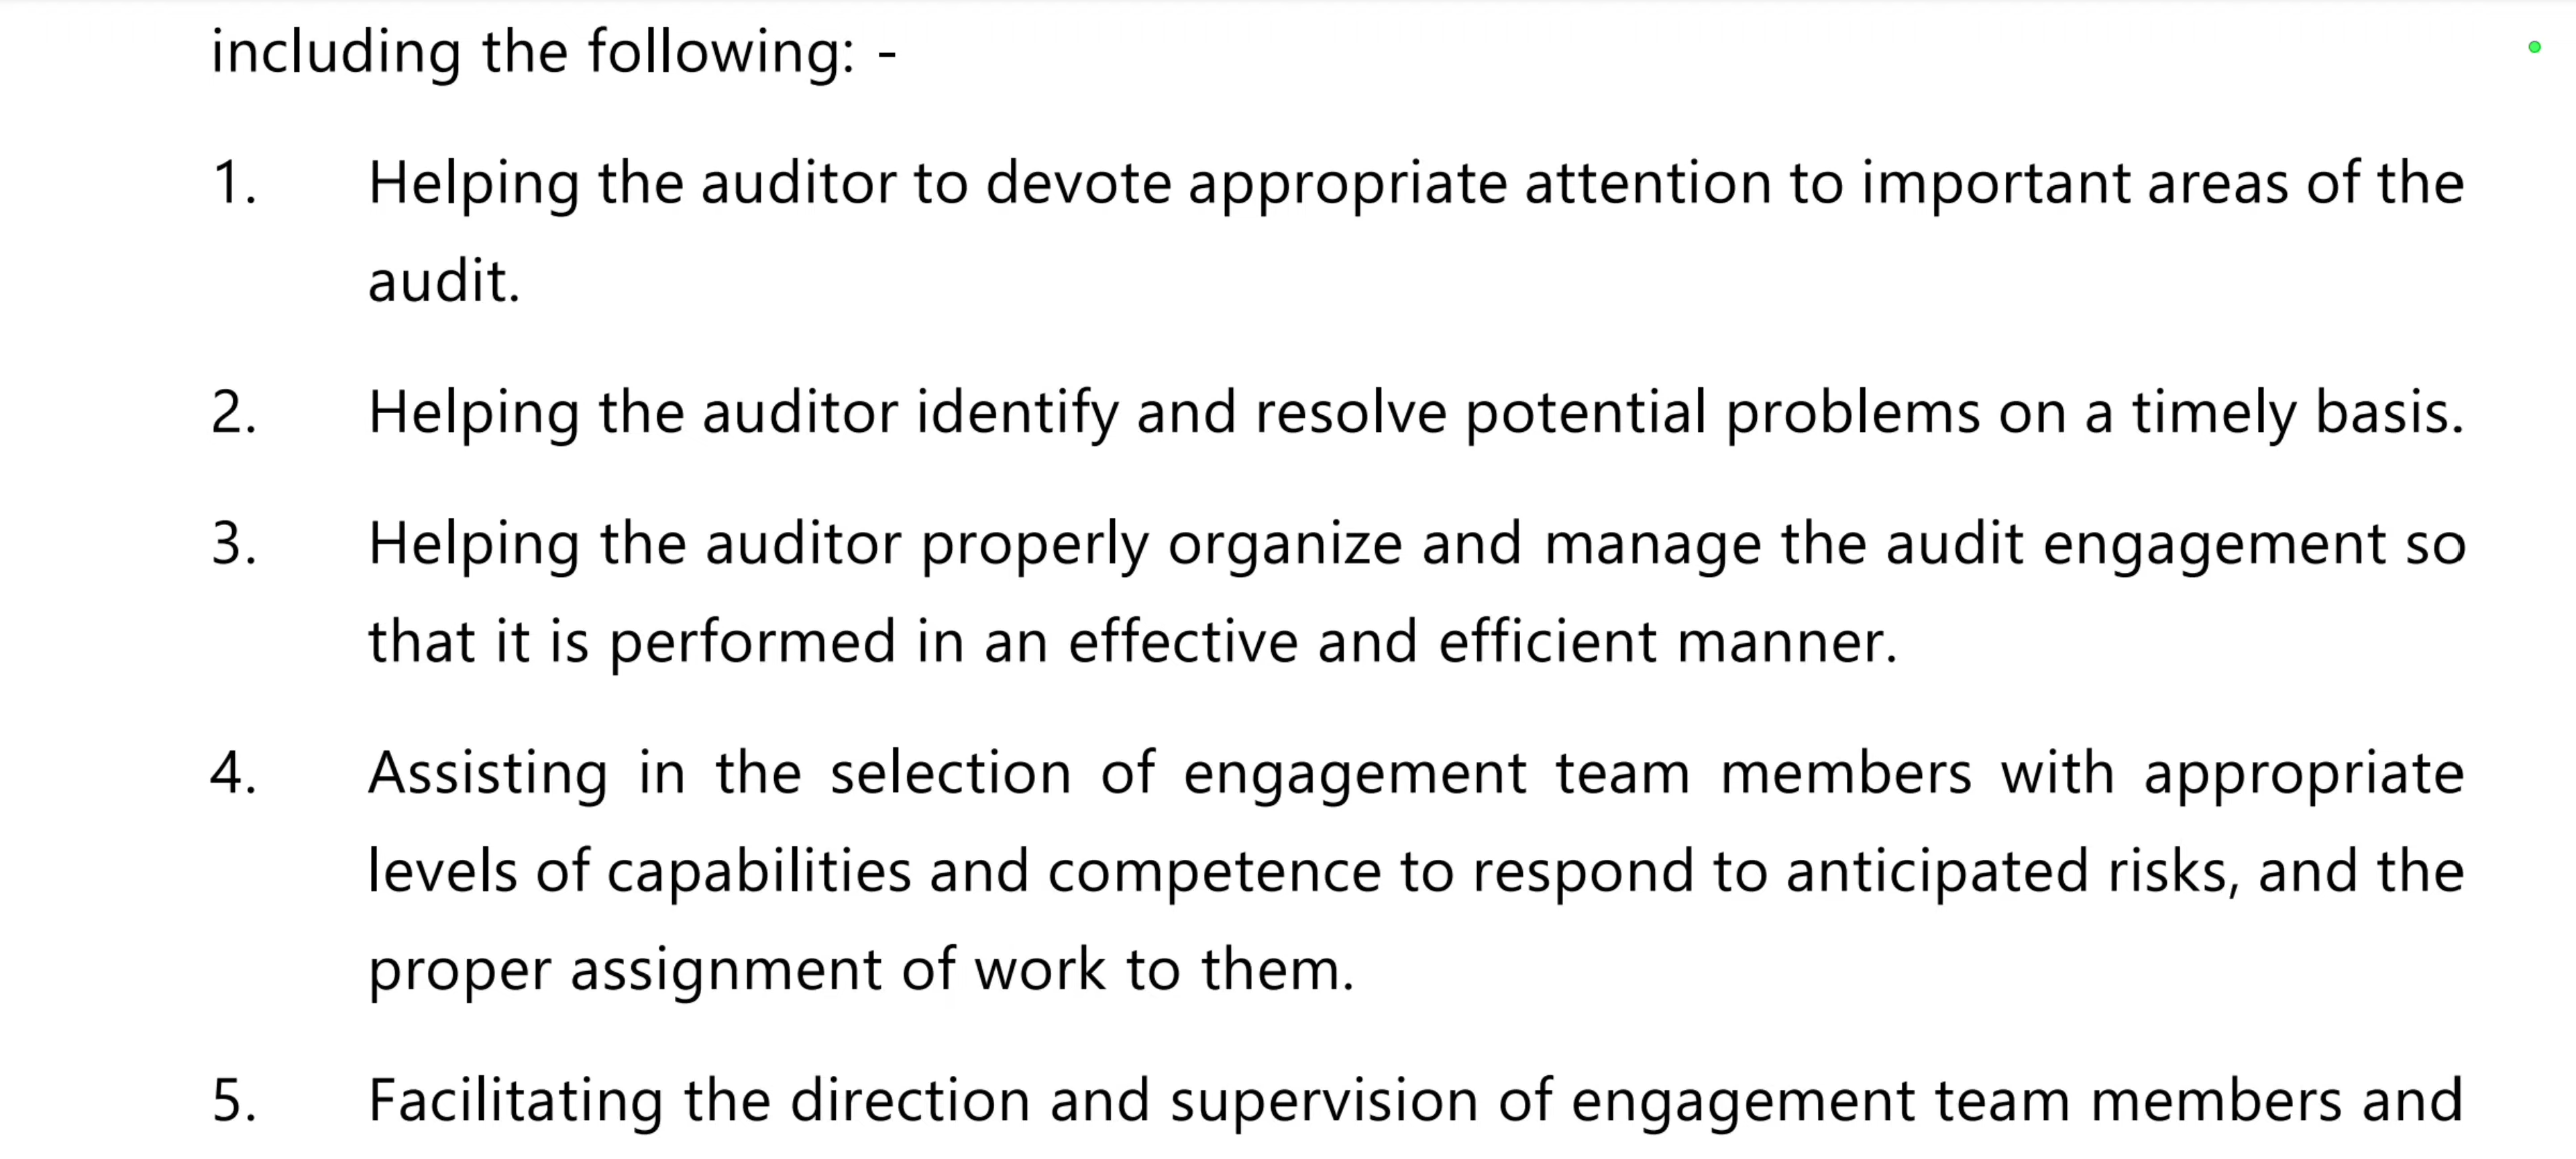 including the following: -
1. Helping the auditor to devote appropriate attention to important areas of the
audit.
2. Helping the auditor identify and resolve potential problems on a timely basis.
3. Helping the auditor properly organize and manage the audit engagement so
that it is performed in an effective and efficient manner.
4. Assisting in the selection of engagement team members with appropriate
levels of capabilities and competence to respond to anticipated risks, and the
proper assignment of work to them.
5. Facilitating the direction and supervision of engagement team members and